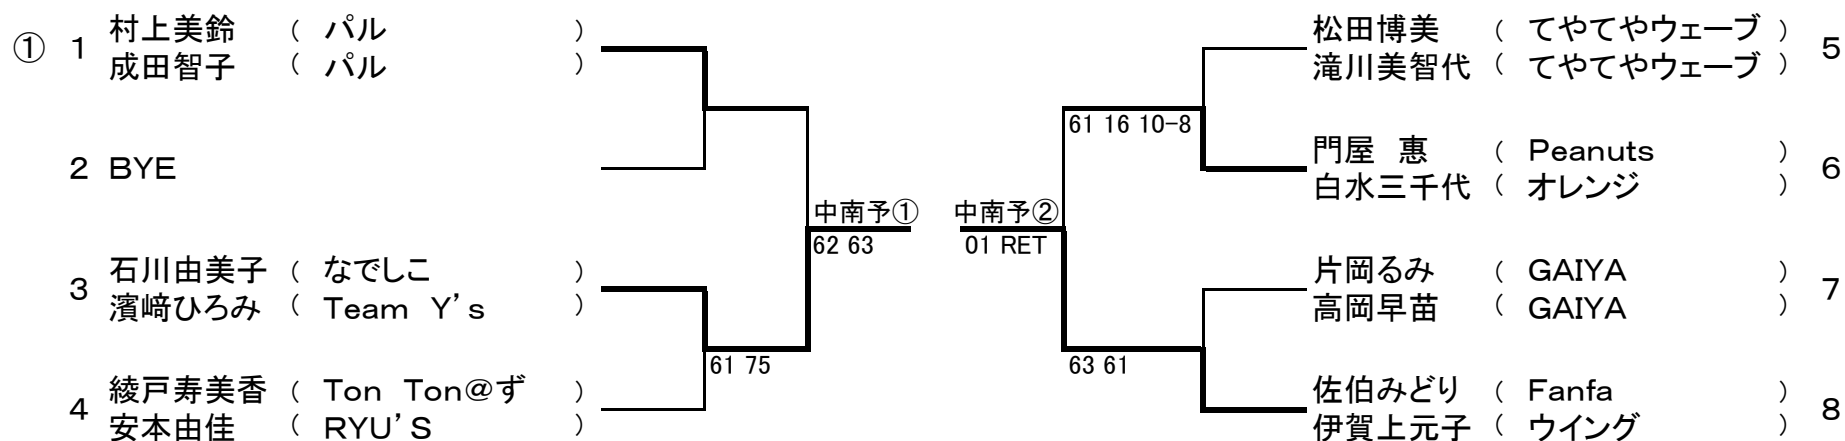 ① 1 村上美鈴 ( パル )
成田智子 ( パル )
2 BYE
3 石川由美子 ( なでしこ )
濱﨑ひろみ ( Team Y's )
4 綾戸寿美香 ( Ton Ton@ず )
安本由佳 ( RYU'S )
61 75
中南予①
62 63
中南予②
01 RET
61 16 10-8
63 61
松田博美 ( てやてやウェーブ ) 5
滝川美智代 ( てやてやウェーブ )
門屋 惠 ( Peanuts ) 6
白水三千代 ( オレンジ )
片岡るみ ( GAIYA ) 7
高岡早苗 ( GAIYA )
佐伯みどり ( Fanfa ) 8
伊賀上元子 ( ウイング )